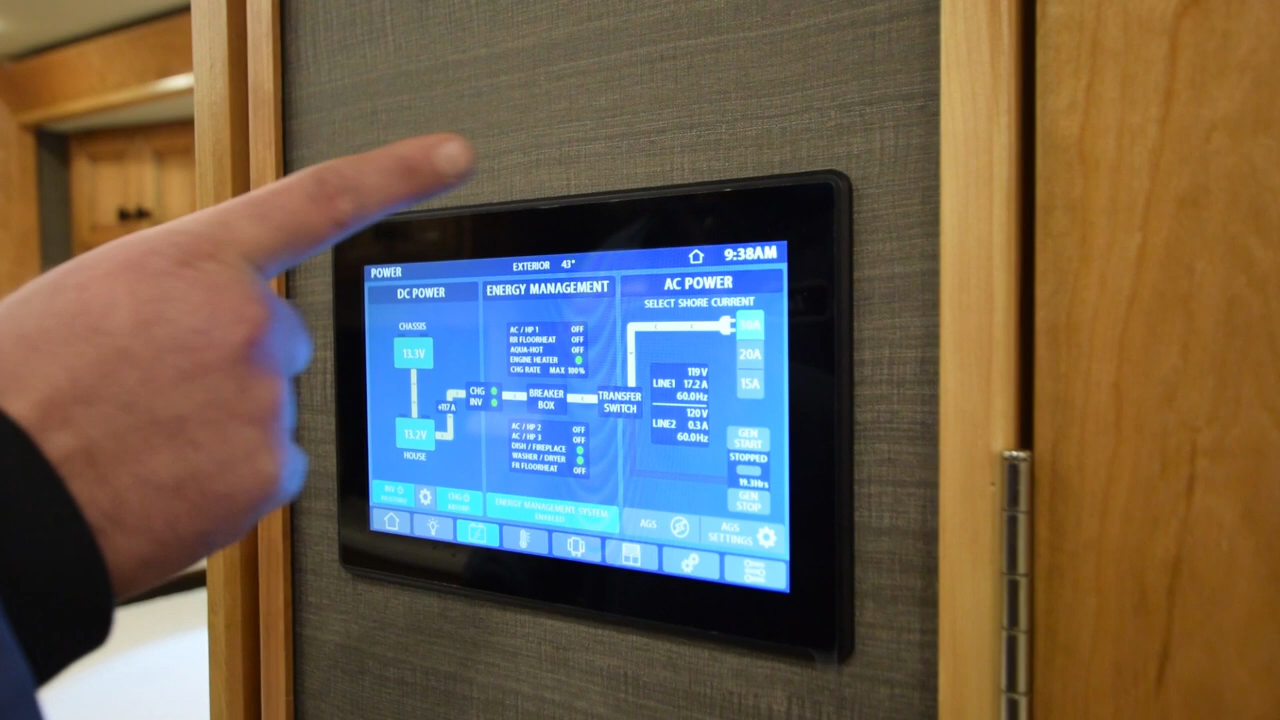 POWER
EXTERIOR 43°
9:38AM
DC POWER
CHASSIS
13.3V
+117 A
13.2V
HOUSE
ENERGY MANAGEMENT
AC / HP 1 OFF
RR FLOORHEAT OFF
AQUA-HOT OFF
ENGINE HEATER
CHG RATE MAX 100%
CHG
INV
BREAKER
BOX
TRANSFER
SWITCH
AC / HP 2 OFF
AC / HP 3 OFF
DISH / FIREPLACE
WASHER / DRYER
FR FLOORHEAT OFF
AC POWER
SELECT SHORE CURRENT
20A
15A
119 V
LINE1 17.2 A
60.0Hz
120 V
LINE2 0.3 A
60.0Hz
GEN
START
STOPPED
19.3Hrs
GEN
STOP
INV
CHG
ENERGY MANAGEMENT SYSTEM
ENABLED
AGS
AGS
SETTINGS